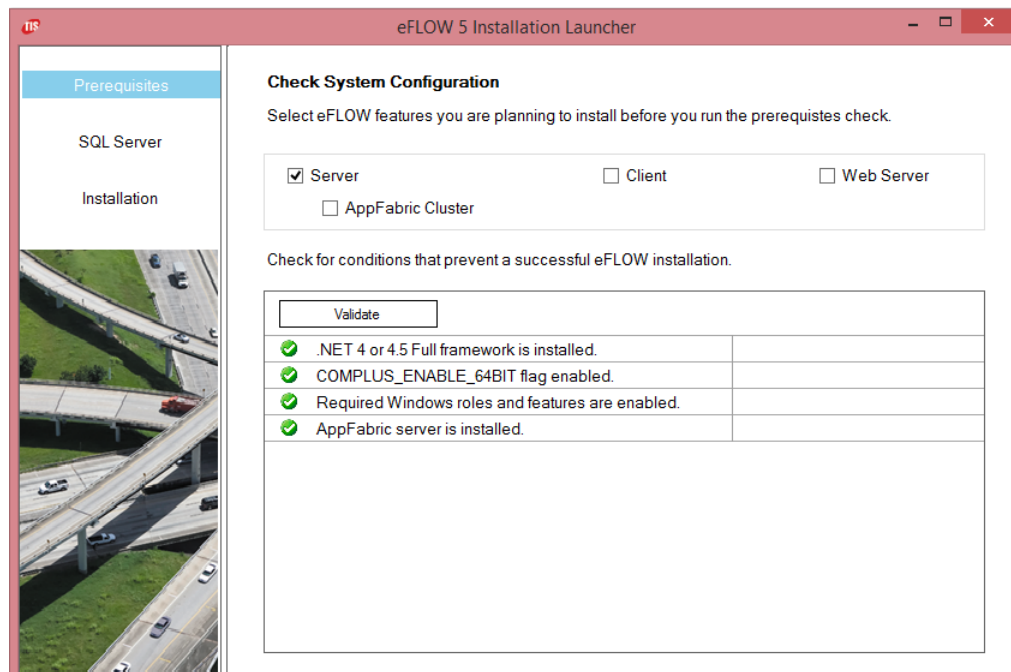 TIS
eFLOW 5 Installation Launcher
Prerequisites
SQL Server
Installation
Check System Configuration
Select eFLOW features you are planning to install before you run the prerequistes check.
Server
Client
Web Server
AppFabric Cluster
Check for conditions that prevent a successful eFLOW installation.
Validate
.NET 4 or 4.5 Full framework is installed.
COMPLUS_ENABLE_64BIT flag enabled.
Required Windows roles and features are enabled.
AppFabric server is installed.